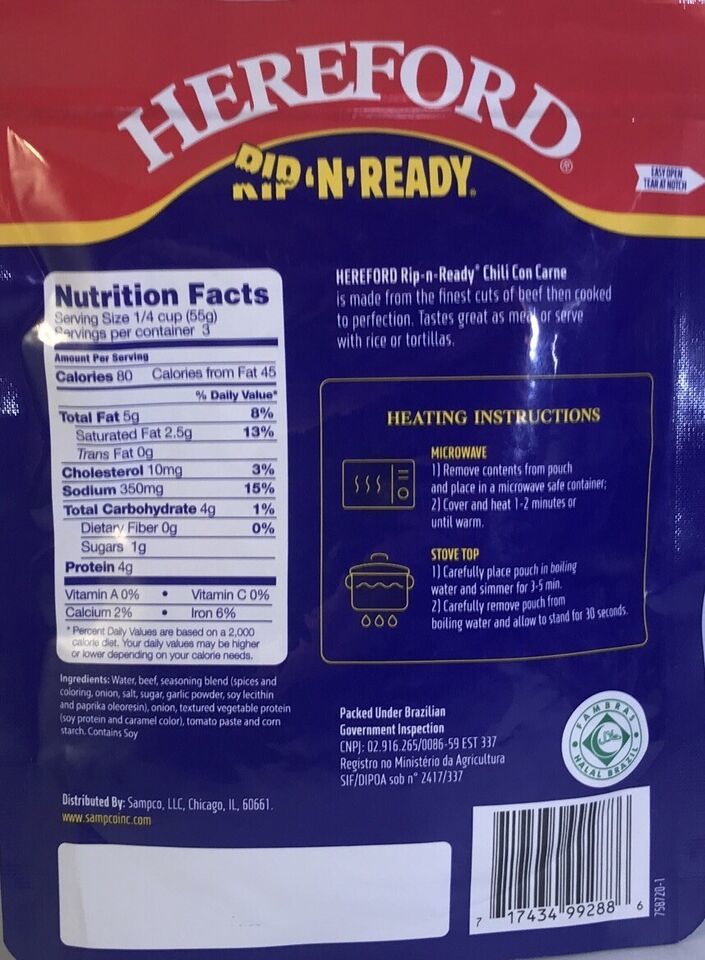 HEREFORD®
RIP 'N' READY.
EASY OPEN
TEAR AT NOTCH
Nutrition Facts
Serving Size 1/4 cup (55g)
Servings per container 3
Amount Per Serving
Calories 80 Calories from Fat 45
% Daily Value*
Total Fat 5g 8%
Saturated Fat 2.5g 13%
Trans Fat 0g
Cholesterol 10mg 3%
Sodium 350mg 15%
Total Carbohydrate 4g 1%
Dietary Fiber 0g 0%
Sugars 1g
Protein 4g
Vitamin A 0% • Vitamin C 0%
Calcium 2% • Iron 6%
* Percent Daily Values are based on a 2,000
calorie diet. Your daily values may be higher
or lower depending on your calorie needs.
Ingredients: Water, beef, seasoning blend (spices and
coloring, onion, salt, sugar, garlic powder, soy lecithin
and paprika oleoresin), onion, textured vegetable protein
(soy protein and caramel color), tomato paste and corn
starch. Contains Soy
Distributed By: Sampco, LLC, Chicago, IL, 60661.
www.sampcoinc.com
HEREFORD Rip-n-Ready® Chili Con Carne
is made from the finest cuts of beef then cooked
to perfection. Tastes great as meal or serve
with rice or tortillas.
HEATING INSTRUCTIONS
MICROWAVE
1) Remove contents from pouch
and place in a microwave safe container;
2) Cover and heat 1-2 minutes or
until warm.
STOVE TOP
1) Carefully place pouch in boiling
water and simmer for 3-5 min.
2) Carefully remove pouch from
boiling water and allow to stand for 30 seconds.
Packed Under Brazilian
Government Inspection
CNPJ: 02.916.265/0086-59 EST 337
Registro no Ministério da Agricultura
SIF/DIPOA sob n° 2417/337
FAMBRAS
حلال
HALAL BRAZIL
7 17434 99288 6
758720-1